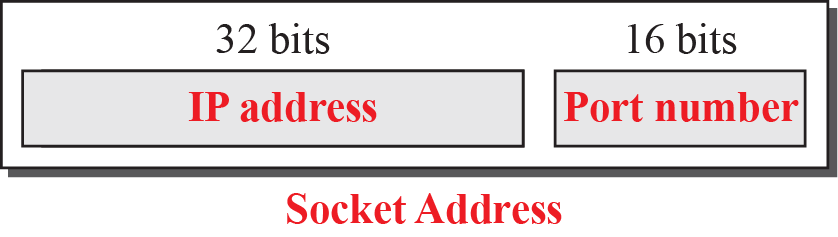 32 bits 16 bits
IP address Port number
Socket Address